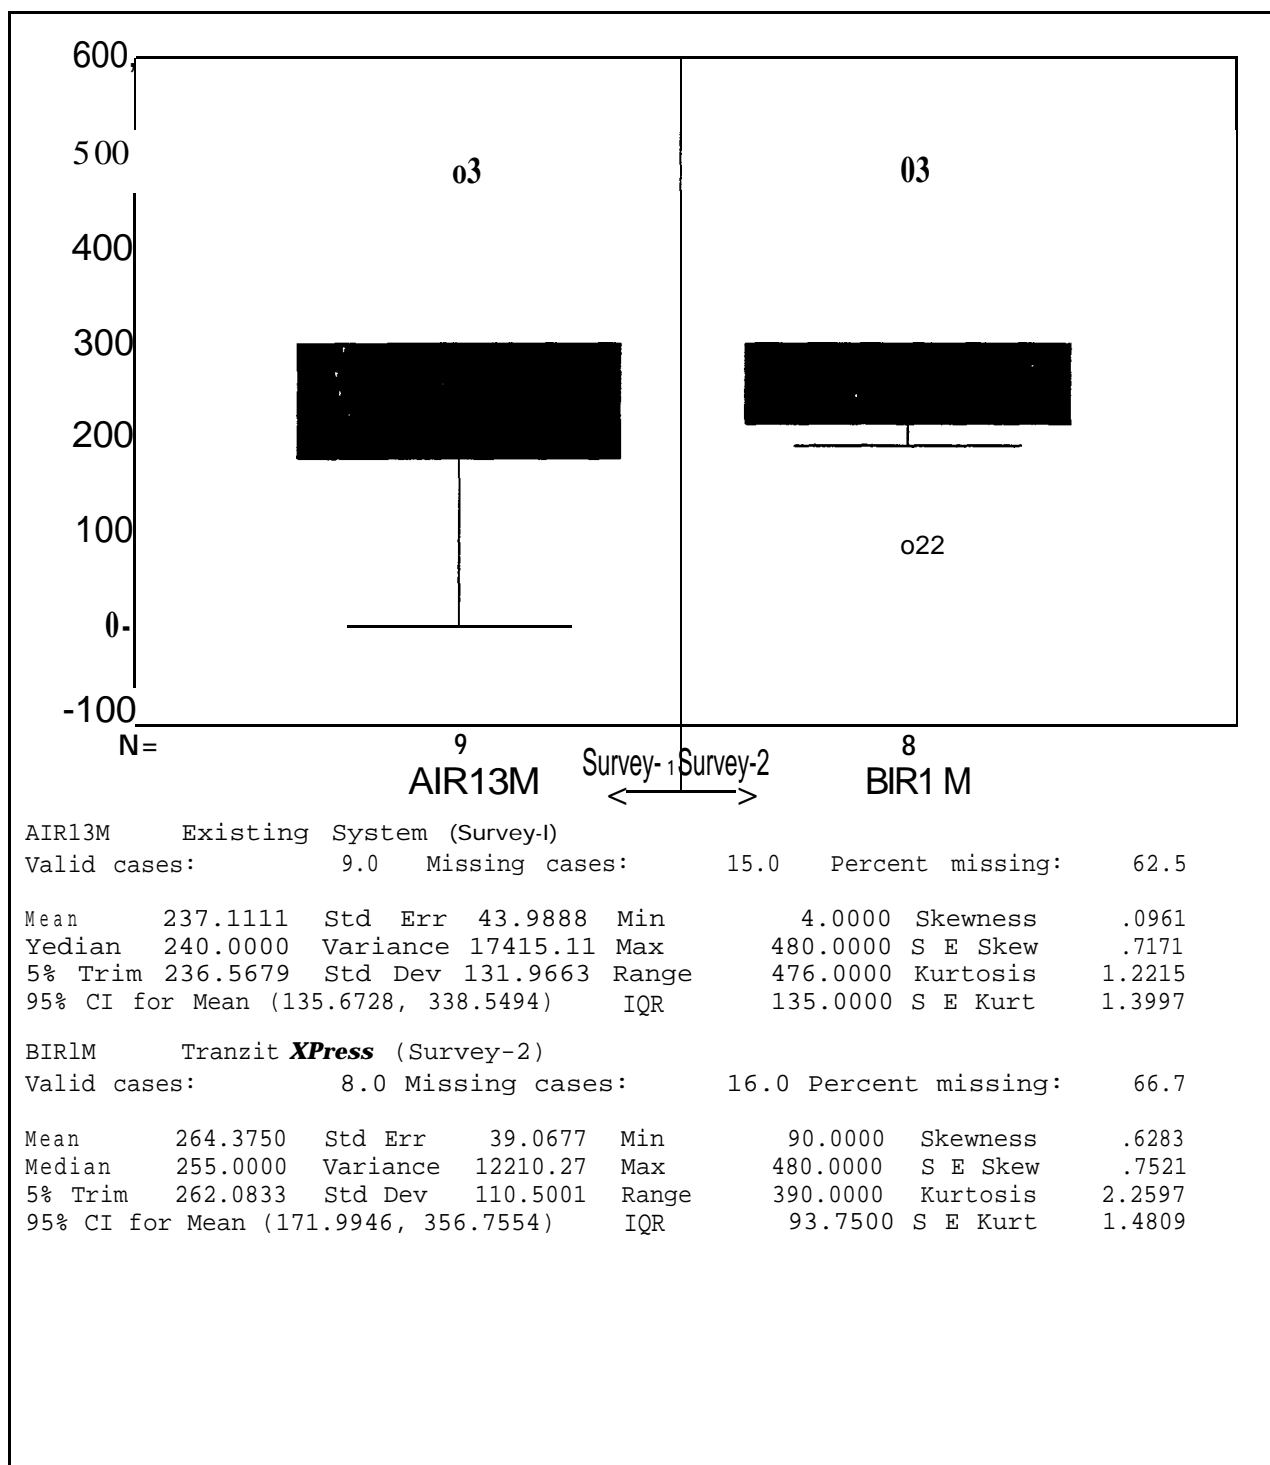 600
500
o3 03
400
300
200
100
o22
0-
-100
N= 9 8
Survey- 1 Survey-2
AIR13M BIR1 M
< >
AIR13M Existing System (Survey-I)
Valid cases: 9.0 Missing cases: 15.0 Percent missing: 62.5
Mean 237.1111 Std Err 43.9888 Min 4.0000 Skewness .0961
Yedian 240.0000 Variance 17415.11 Max 480.0000 S E Skew .7171
5% Trim 236.5679 Std Dev 131.9663 Range 476.0000 Kurtosis 1.2215
95% CI for Mean (135.6728, 338.5494) IQR 135.0000 S E Kurt 1.3997
BIRlM Tranzit XPress (Survey-2)
Valid cases: 8.0 Missing cases: 16.0 Percent missing: 66.7
Mean 264.3750 Std Err 39.0677 Min 90.0000 Skewness .6283
Median 255.0000 Variance 12210.27 Max 480.0000 S E Skew .7521
5% Trim 262.0833 Std Dev 110.5001 Range 390.0000 Kurtosis 2.2597
95% CI for Mean (171.9946, 356.7554) IQR 93.7500 S E Kurt 1.4809